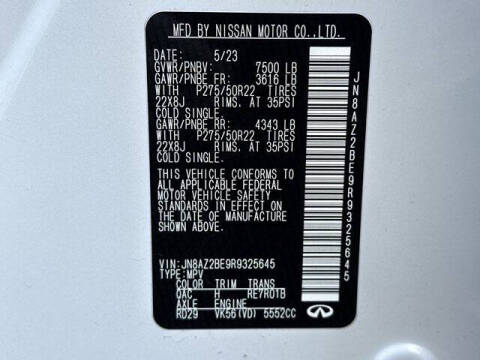 MFD BY NISSAN MOTOR CO.,LTD.
DATE: 5/23
GVWR/PNBV: 7500 LB
GAWR/PNBE FR: 3616 LB
WITH P275/50R22 TIRES
22X8J RIMS, AT 35PSI
COLD SINGLE.
GAWR/PNBE RR: 4343 LB
WITH P275/50R22 TIRES
22X8J RIMS, AT 35PSI
COLD SINGLE.
THIS VEHICLE CONFORMS TO
ALL APPLICABLE FEDERAL
MOTOR VEHICLE SAFETY
STANDARDS IN EFFECT ON
THE DATE OF MANUFACTURE
SHOWN ABOVE.
VIN:JN8AZ2BE9R9325645
TYPE:MPV
COLOR TRIM TRANS
QAC H RE7R01B
AXLE ENGINE
RD29 VK56(VD) 5552CC
JN8AZ2BE9R9325645